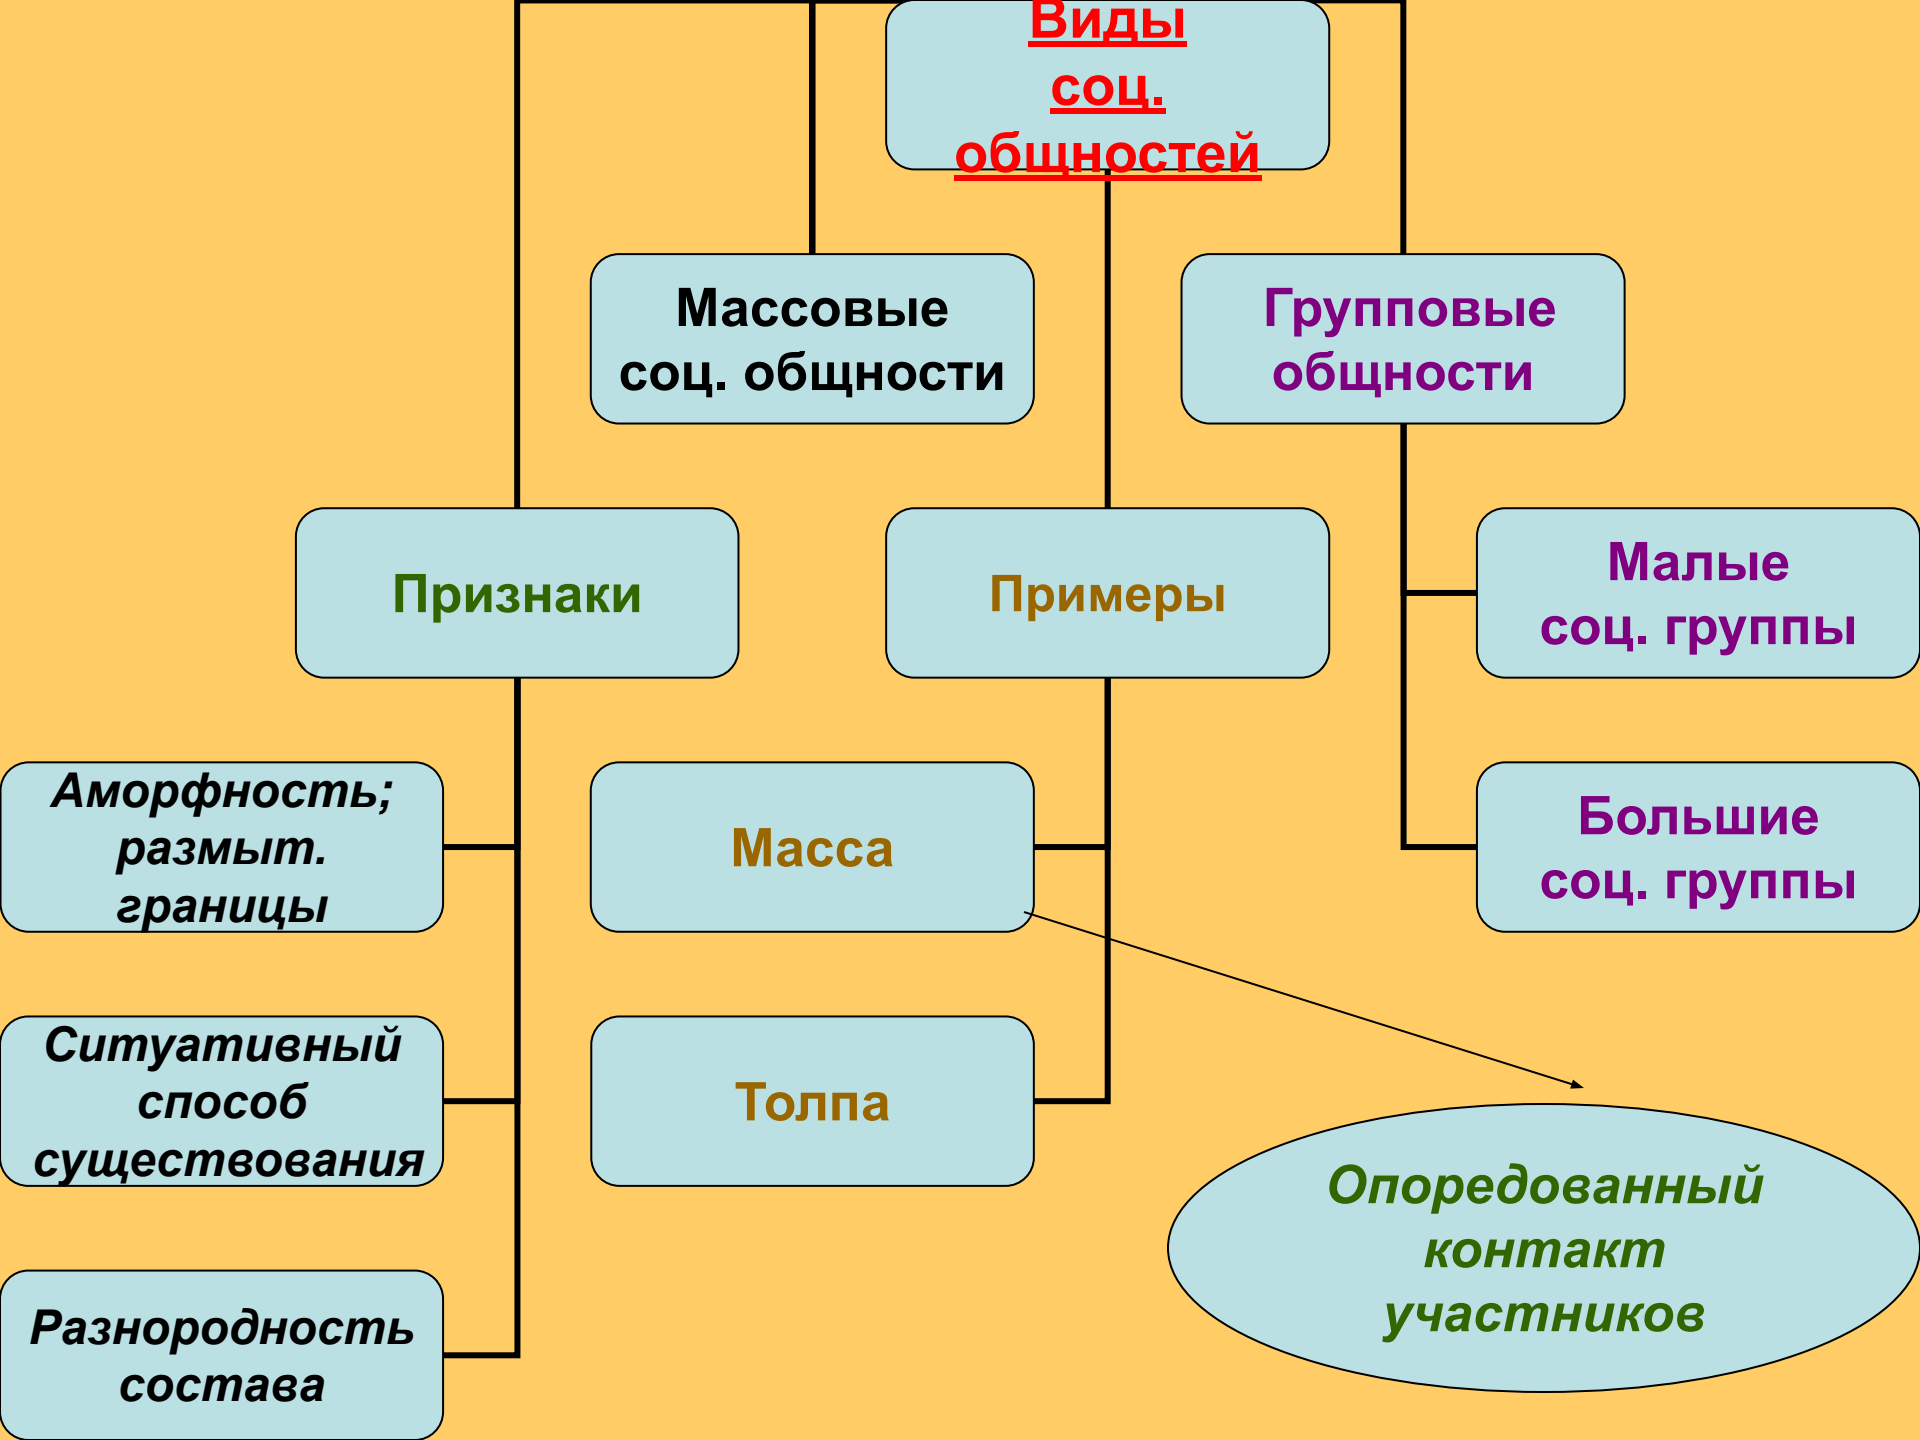 Виды
соц.
общностей
Массовые
соц. общности
Групповые
общности
Признаки
Примеры
Малые
соц. группы
Аморфность;
размыт.
границы
Масса
Большие
соц. группы
Ситуативный
способ
существования
Толпа
Опоредованный
контакт
участников
Разнородность
состава